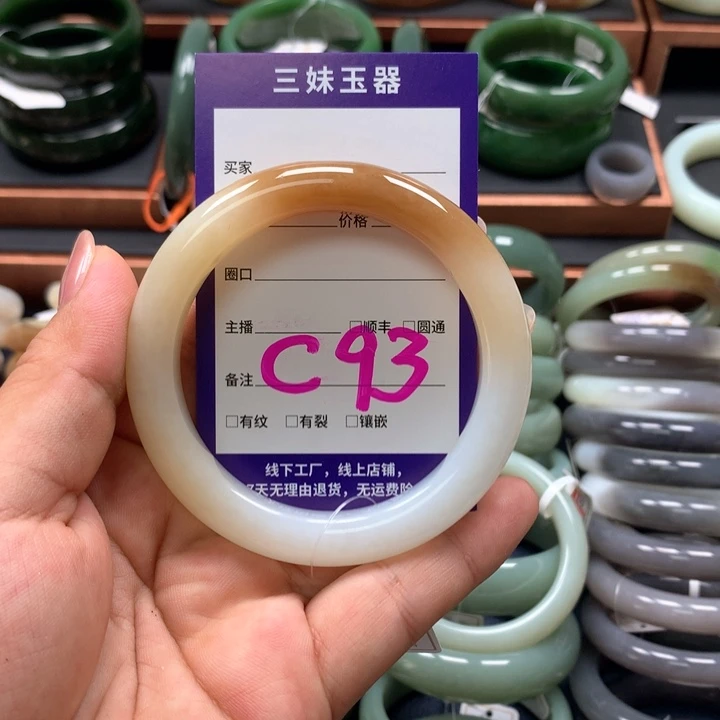 三妹玉器
买家
价格
圈口
主播 □顺丰 □圆通
C93
备注
□有纹 □有裂 □镶嵌
线下工厂，线上店铺，
天无理由退货，无运费险